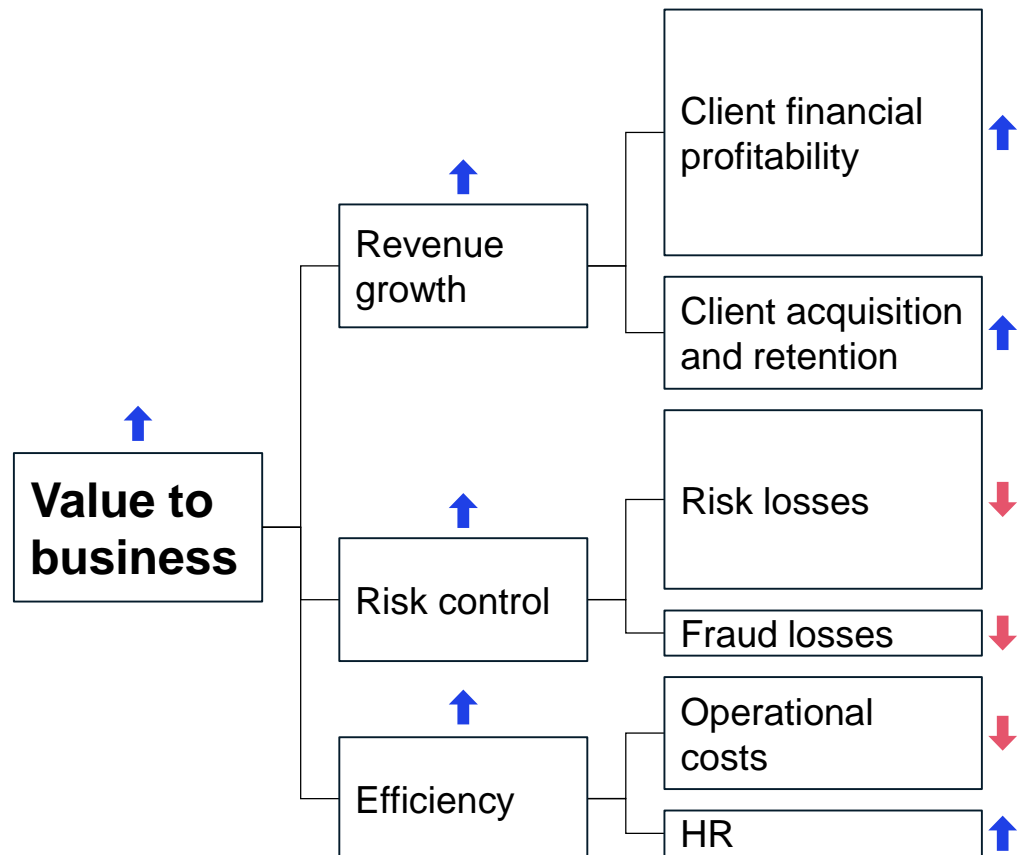 Value to
business
Revenue
growth
Client financial
profitability
Client acquisition
and retention
Risk control
Risk losses
Fraud losses
Efficiency
Operational
costs
HR